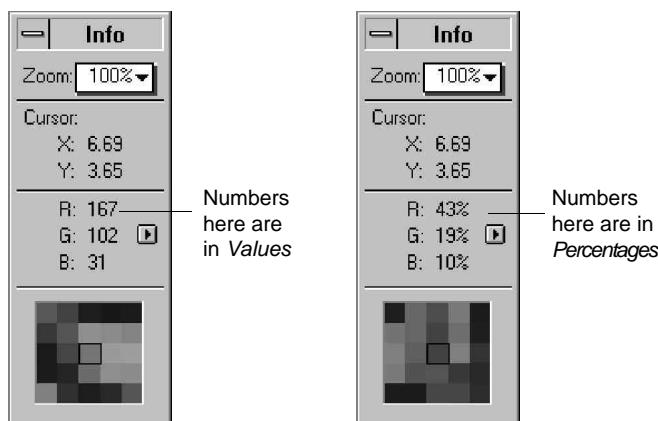 Info
Zoom: 100%
Cursor:
X: 6.69
Y: 3.65
R: 167
G: 102
B: 31
Numbers
here are
in Values
Info
Zoom: 100%
Cursor:
X: 6.69
Y: 3.65
R: 43%
G: 19%
B: 10%
Numbers
here are in
Percentages